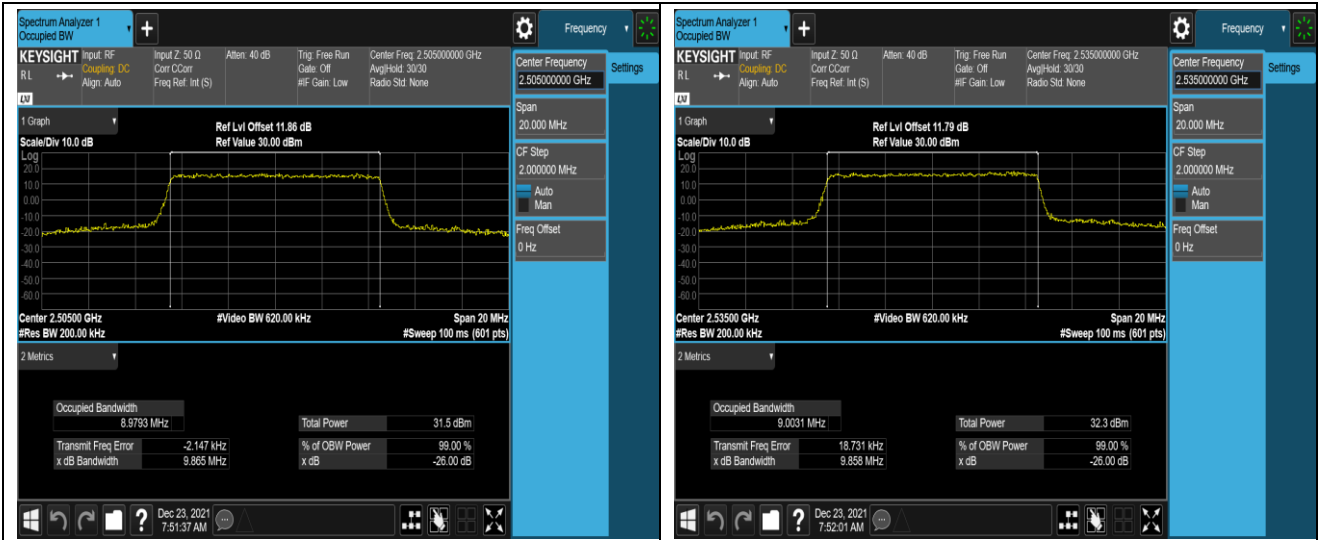 Spectrum Analyzer 1
Occupied BW
+
Frequency
KEYSIGHT
RL
LXI
Input: RF
Coupling: DC
Align: Auto
Input Z: 50 Ω
Corr CCorr
Freq Ref: Int (S)
Atten: 40 dB
Trig: Free Run
Gate: Off
#IF Gain: Low
Center Freq: 2.505000000 GHz
Avg|Hold: 30/30
Radio Std: None
Center Frequency
2.505000000 GHz
Settings
Span
20.000 MHz
CF Step
2.000000 MHz
Auto
Man
Freq Offset
0 Hz
1 Graph
Scale/Div 10.0 dB
Ref Lvl Offset 11.86 dB
Ref Value 30.00 dBm
Log
20.0
10.0
0.00
-10.0
-20.0
-30.0
-40.0
-50.0
-60.0
Center 2.50500 GHz
#Video BW 620.00 kHz
Span 20 MHz
#Res BW 200.00 kHz
#Sweep 100 ms (601 pts)
2 Metrics
Occupied Bandwidth
8.9793 MHz
Total Power 31.5 dBm
Transmit Freq Error -2.147 kHz
% of OBW Power 99.00 %
x dB Bandwidth 9.865 MHz
x dB -26.00 dB
?
Dec 23, 2021
7:51:37 AM
Spectrum Analyzer 1
Occupied BW
+
Frequency
KEYSIGHT
RL
LXI
Input: RF
Coupling: DC
Align: Auto
Input Z: 50 Ω
Corr CCorr
Freq Ref: Int (S)
Atten: 40 dB
Trig: Free Run
Gate: Off
#IF Gain: Low
Center Freq: 2.535000000 GHz
Avg|Hold: 30/30
Radio Std: None
Center Frequency
2.535000000 GHz
Settings
Span
20.000 MHz
CF Step
2.000000 MHz
Auto
Man
Freq Offset
0 Hz
1 Graph
Scale/Div 10.0 dB
Ref Lvl Offset 11.79 dB
Ref Value 30.00 dBm
Log
20.0
10.0
0.00
-10.0
-20.0
-30.0
-40.0
-50.0
-60.0
Center 2.53500 GHz
#Video BW 620.00 kHz
Span 20 MHz
#Res BW 200.00 kHz
#Sweep 100 ms (601 pts)
2 Metrics
Occupied Bandwidth
9.0031 MHz
Total Power 32.3 dBm
Transmit Freq Error 18.731 kHz
% of OBW Power 99.00 %
x dB Bandwidth 9.858 MHz
x dB -26.00 dB
?
Dec 23, 2021
7:52:01 AM